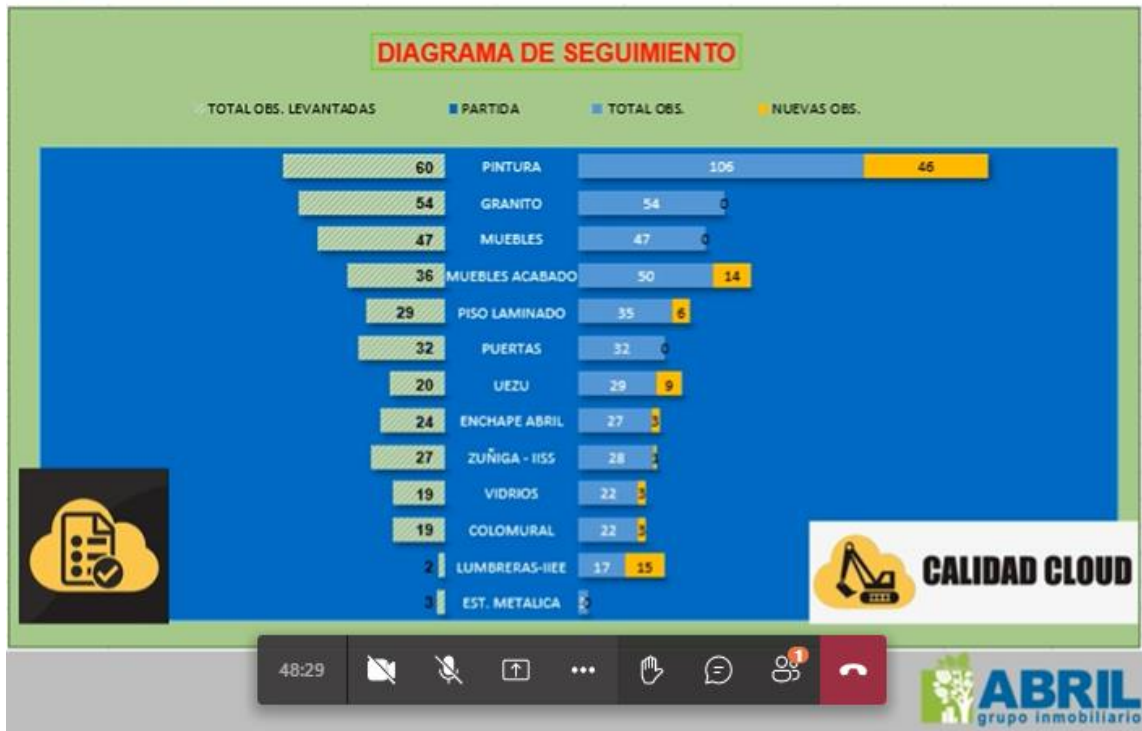 DIAGRAMA DE SEGUIMIENTO
TOTAL OBS. LEVANTADAS PARTIDA TOTAL OBS. NUEVAS OBS.
60 PINTURA 106 46
54 GRANITO 54 0
47 MUEBLES 47 0
36 MUEBLES ACABADO 50 14
29 PISO LAMINADO 35 6
32 PUERTAS 32 0
20 UEZU 29 9
24 ENCHAPE ABRIL 27 3
27 ZUÑIGA - IISS 28
19 VIDRIOS 22 3
19 COLOMURAL 22 3
2 LUMBRERAS-IIEE 17 15
3 EST. METALICA
CALIDAD CLOUD
48:29
1
ABRIL
grupo inmobiliario